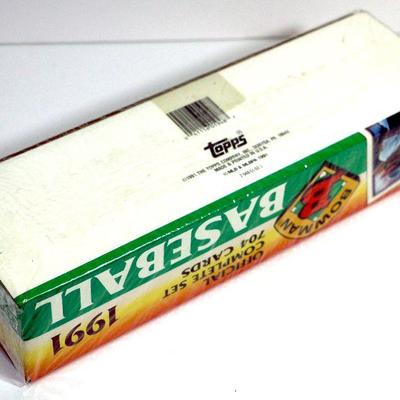 Topps
©1991 THE TOPPS COMPANY, INC. DURYEA, PA. 18642
MADE & PRINTED IN U.S.A.
BOWMAN
B
BASEBALL
OFFICIAL
COMPLETE SET
704 CARDS
1991